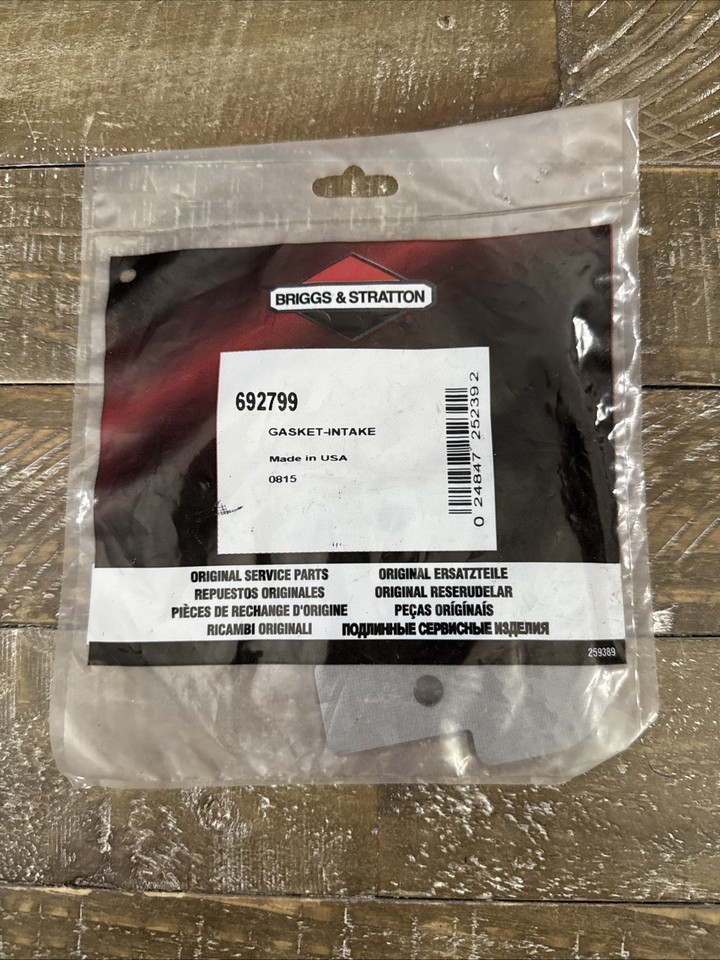 BRIGGS & STRATTON
692799
GASKET-INTAKE
Made in USA
0815
0 24847 25239 2
ORIGINAL SERVICE PARTS
REPUESTOS ORIGINALES
PIÈCES DE RECHANGE D'ORIGINE
RICAMBI ORIGINALI
ORIGINAL ERSATZTEILE
ORIGINAL RESERUDELAR
PEÇAS ORÍGÍNAÍS
ПОДЛИННЫЕ СЕРВИСНЫЕ ИЗДЕЛИЯ
259389